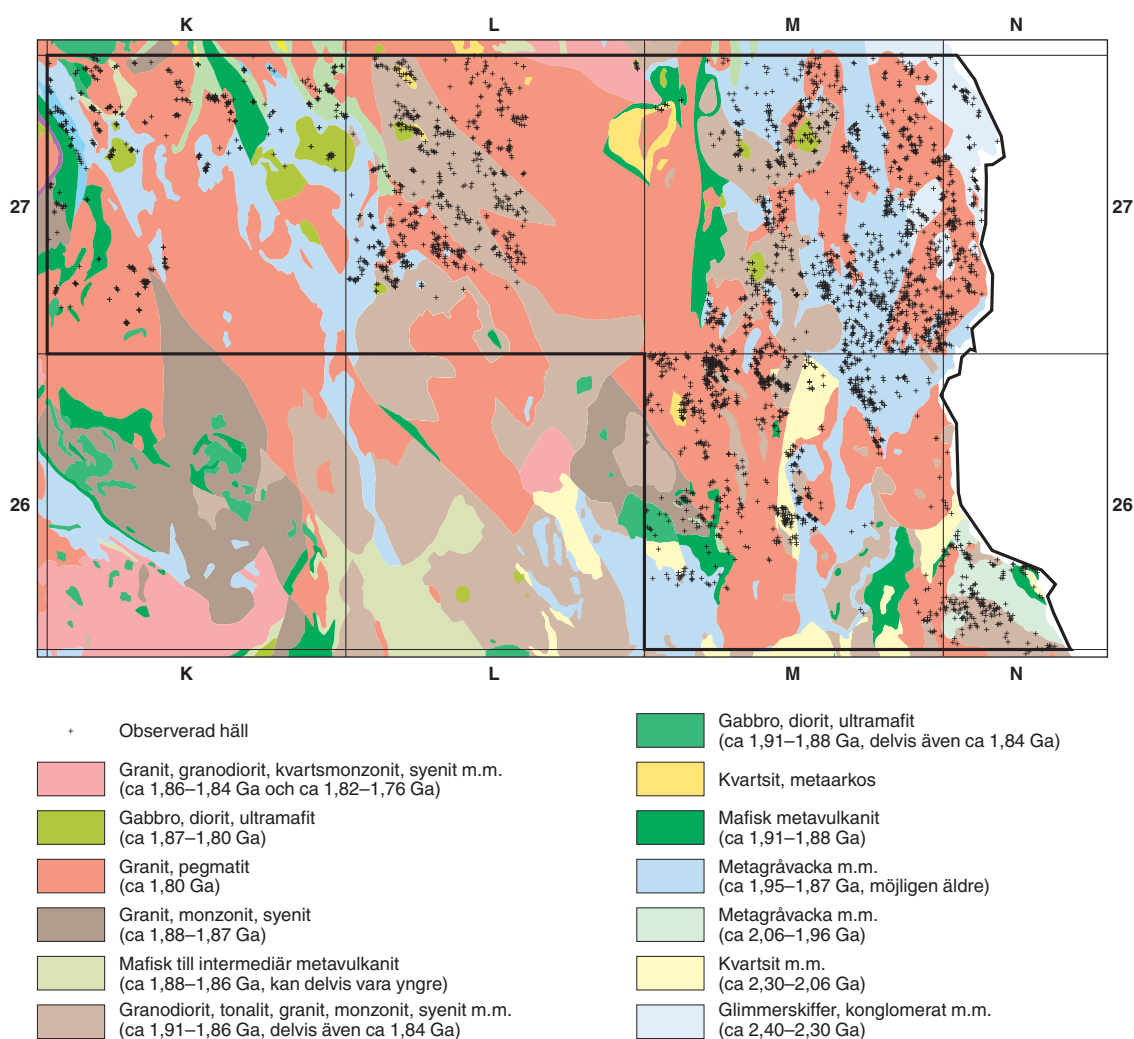 K L M N
27 27
26 26
K L M N
Observerad häll
Granit, granodiorit, kvartsmonzonit, syenit m.m.
(ca 1,86–1,84 Ga och ca 1,82–1,76 Ga)
Gabbro, diorit, ultramafit
(ca 1,87–1,80 Ga)
Granit, pegmatit
(ca 1,80 Ga)
Granit, monzonit, syenit
(ca 1,88–1,87 Ga)
Mafisk till intermediär metavulkanit
(ca 1,88–1,86 Ga, kan delvis vara yngre)
Granodiorit, tonalit, granit, monzonit, syenit m.m.
(ca 1,91–1,86 Ga, delvis även ca 1,84 Ga)
Gabbro, diorit, ultramafit
(ca 1,91–1,88 Ga, delvis även ca 1,84 Ga)
Kvartsit, metaarkos
Mafisk metavulkanit
(ca 1,91–1,88 Ga)
Metagråvacka m.m.
(ca 1,95–1,87 Ga, möjligen äldre)
Metagråvacka m.m.
(ca 2,06–1,96 Ga)
Kvartsit m.m.
(ca 2,30–2,06 Ga)
Glimmerskiffer, konglomerat m.m.
(ca 2,40–2,30 Ga)